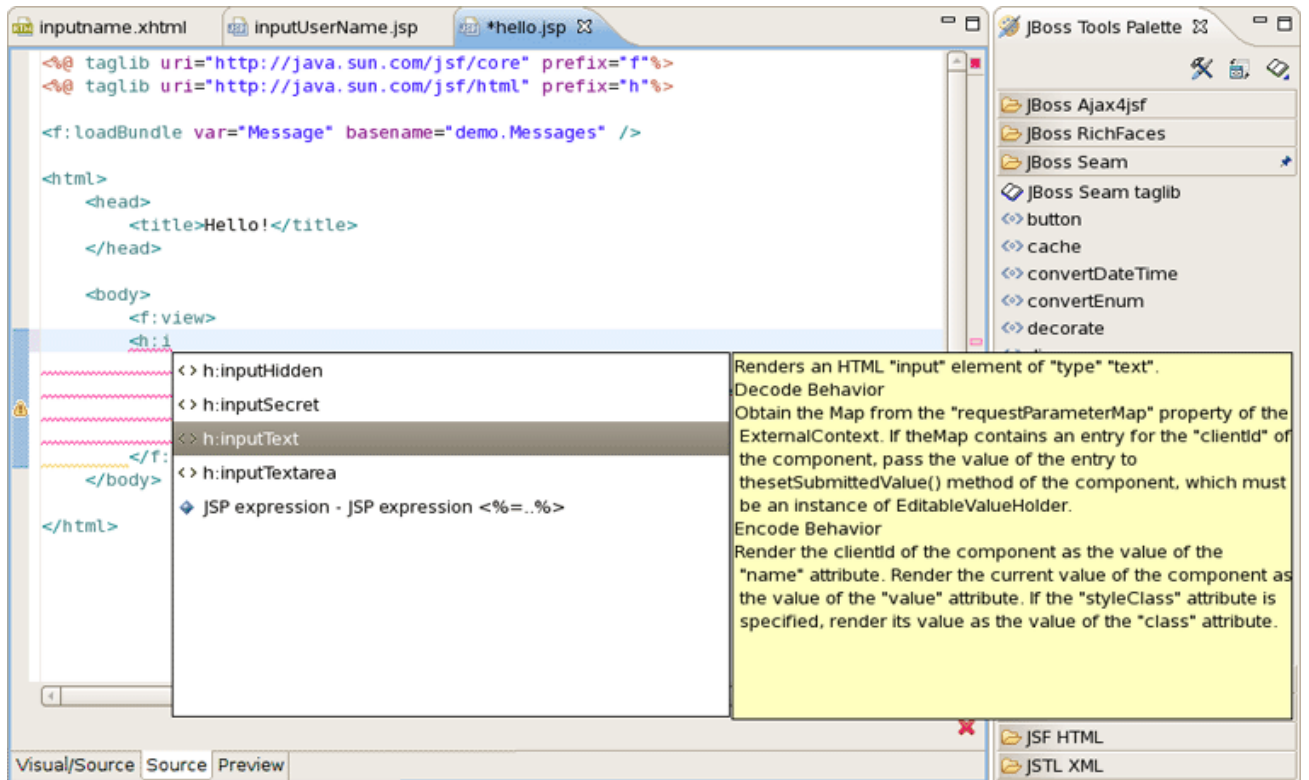 inputname.xhtml
inputUserName.jsp
*hello.jsp
<%@ taglib uri="http://java.sun.com/jsf/core" prefix="f"%>
<%@ taglib uri="http://java.sun.com/jsf/html" prefix="h"%>
<f:loadBundle var="Message" basename="demo.Messages" />
<html>
<head>
<title>Hello!</title>
</head>
<body>
<f:view>
<h:i
</f:
</body>
</html>
h:inputHidden
h:inputSecret
h:inputText
h:inputTextarea
JSP expression - JSP expression <%=..%>
Renders an HTML "input" element of "type" "text".
Decode Behavior
Obtain the Map from the "requestParameterMap" property of the
ExternalContext. If theMap contains an entry for the "clientId" of
the component, pass the value of the entry to
thesetSubmittedValue() method of the component, which must
be an instance of EditableValueHolder.
Encode Behavior
Render the clientId of the component as the value of the
"name" attribute. Render the current value of the component as
the value of the "value" attribute. If the "styleClass" attribute is
specified, render its value as the value of the "class" attribute.
Visual/Source
Source
Preview
JBoss Tools Palette
JBoss Ajax4jsf
JBoss RichFaces
JBoss Seam
JBoss Seam taglib
button
cache
convertDateTime
convertEnum
decorate
JSF HTML
JSTL XML